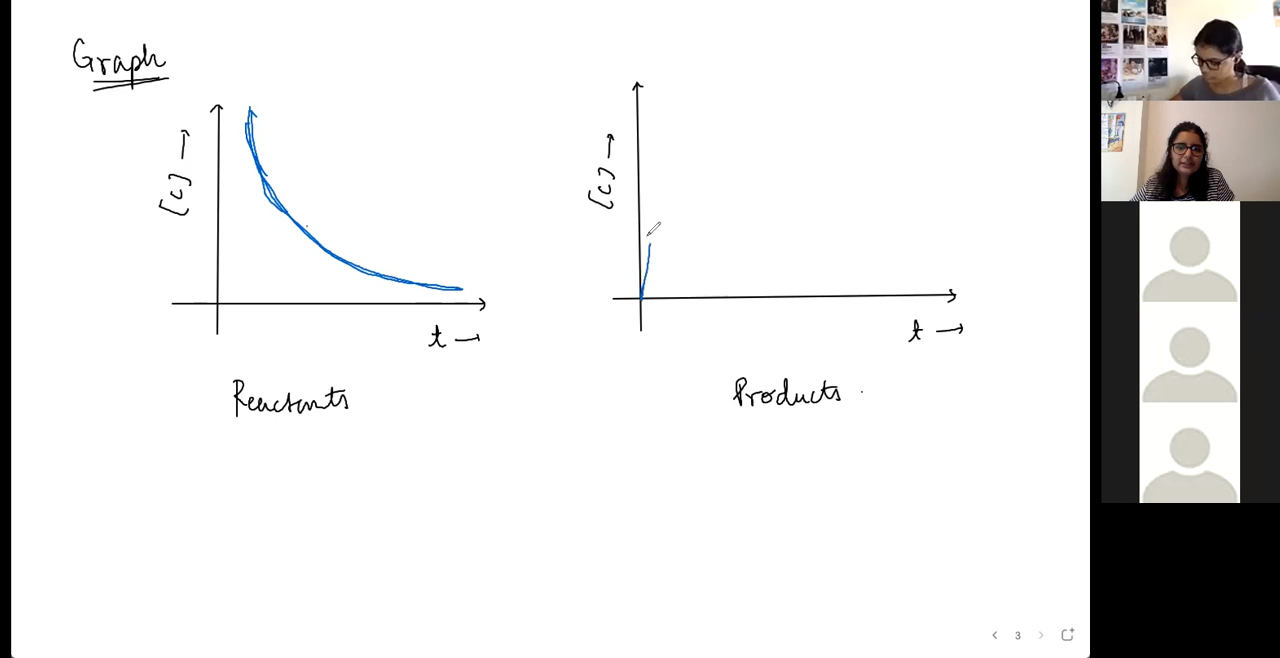 Graph
[C] →
t →
Reactants
[C] →
t →
Products
3